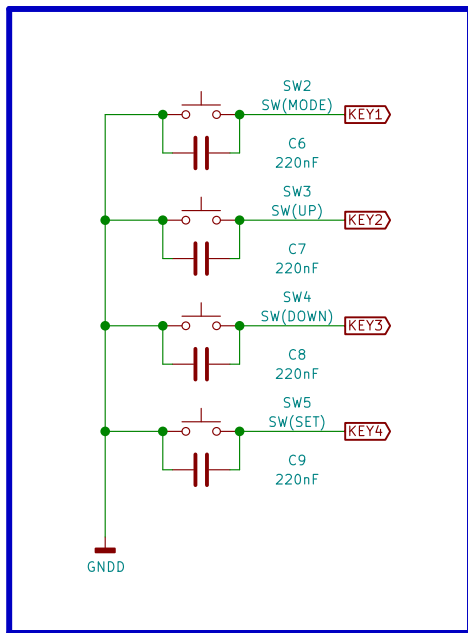 SW2
SW(MODE)
KEY1
C6
220nF
SW3
SW(UP)
KEY2
C7
220nF
SW4
SW(DOWN)
KEY3
C8
220nF
SW5
SW(SET)
KEY4
C9
220nF
GNDD